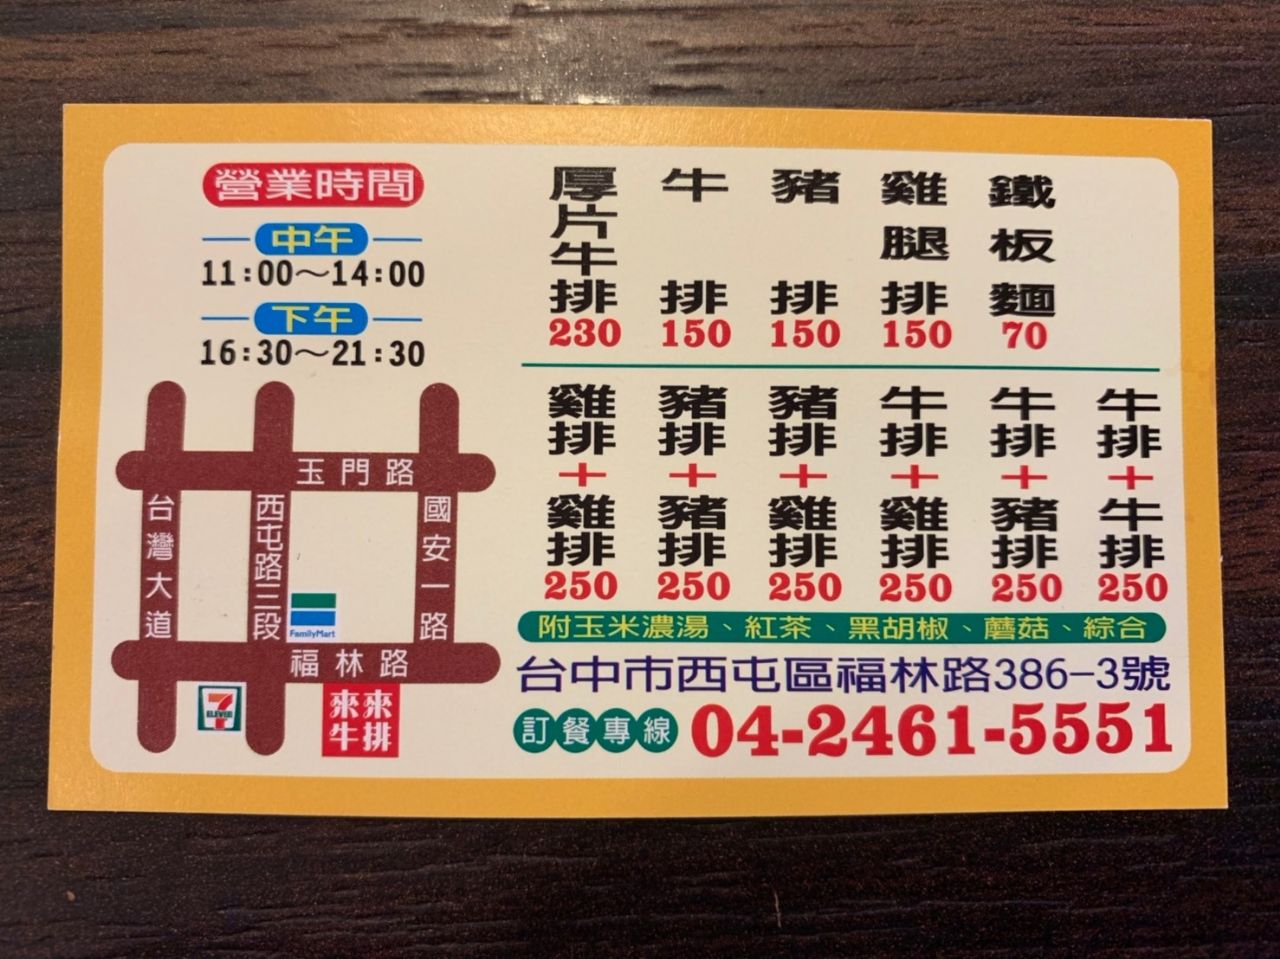 營業時間
中午
11:00～14:00
下午
16:30～21:30
玉門路
台灣大道
西屯路三段
國安一路
FamilyMart
福林路
7
ELEVEN
來來
牛排
厚片牛排
230
牛排
150
豬排
150
雞腿排
150
鐵板麵
70
雞排+雞排
250
豬排+豬排
250
豬排+雞排
250
牛排+雞排
250
牛排+豬排
250
牛排+牛排
250
附玉米濃湯、紅茶、黑胡椒、蘑菇、綜合
台中市西屯區福林路386-3號
訂餐專線 04-2461-5551